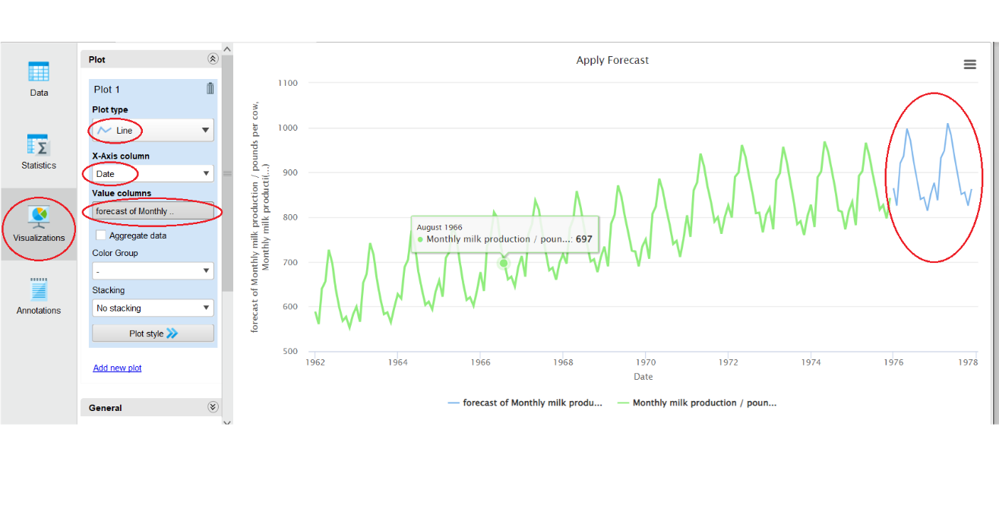 Data
Statistics
Visualizations
Annotations
Plot
Plot 1
Plot type
Line
X-Axis column
Date
Value columns
forecast of Monthly ..
Aggregate data
Color Group
-
Stacking
No stacking
Plot style
Add new plot
General
Apply Forecast
forecast of Monthly milk production / pounds per cow,
Monthly milk producti(...)
1100
1000
900
800
700
600
500
August 1966
Monthly milk production / poun...: 697
1962 1964 1966 1968 1970 1972 1974 1976 1978
Date
forecast of Monthly milk produ... Monthly milk production / poun...